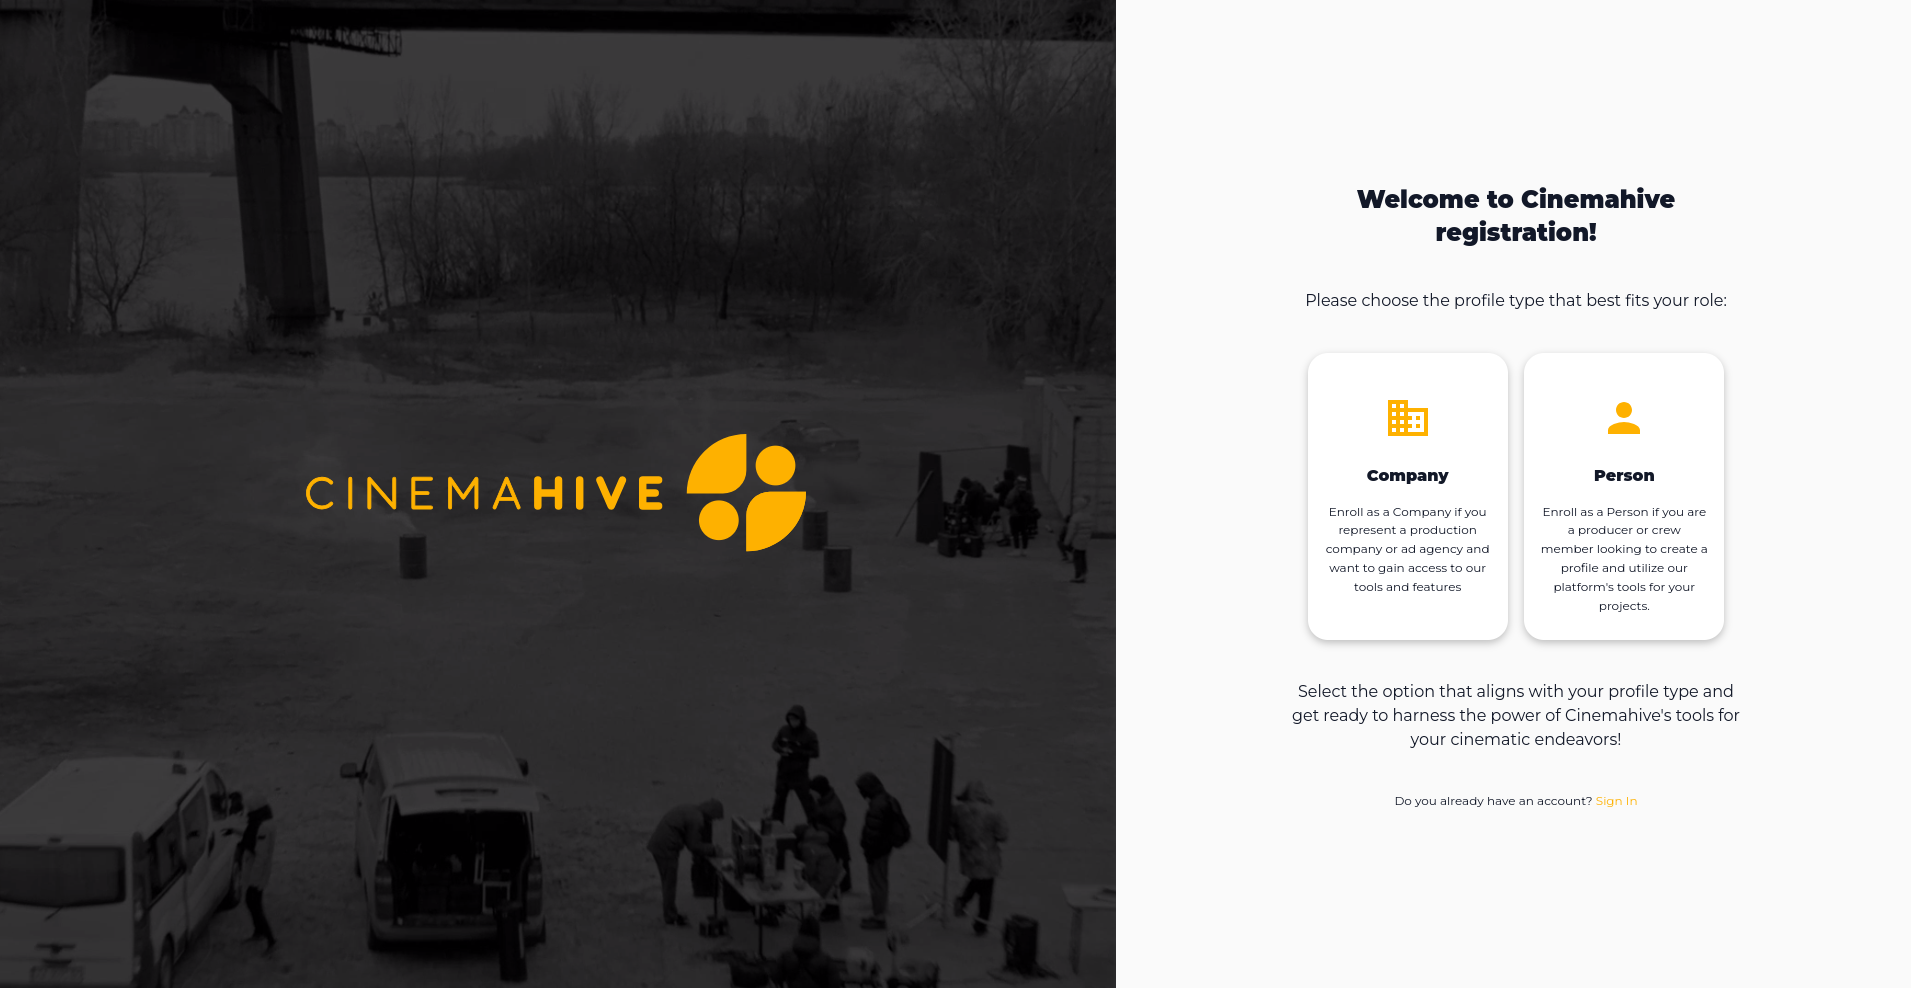 CINEMAHIVE
Welcome to Cinemahive
registration!
Please choose the profile type that best fits your role:
Company
Enroll as a Company if you
represent a production
company or ad agency and
want to gain access to our
tools and features
Person
Enroll as a Person if you are
a producer or crew
member looking to create a
profile and utilize our
platform's tools for your
projects.
Select the option that aligns with your profile type and
get ready to harness the power of Cinemahive's tools for
your cinematic endeavors!
Do you already have an account? Sign In